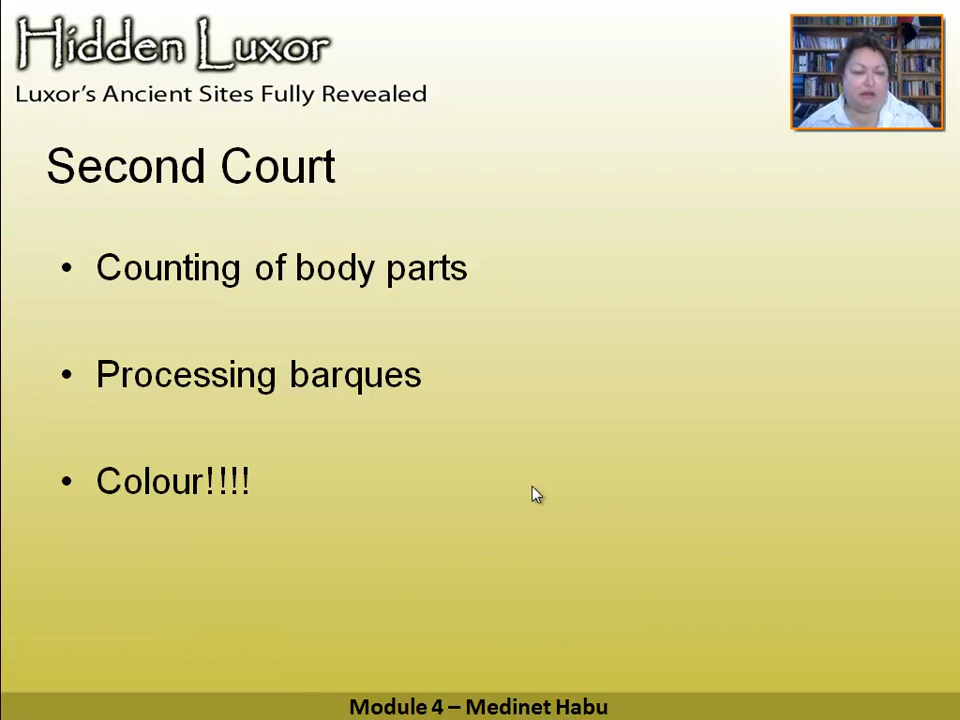 Hidden Luxor
Luxor's Ancient Sites Fully Revealed
Second Court
• Counting of body parts
• Processing barques
• Colour!!!!
Module 4 – Medinet Habu